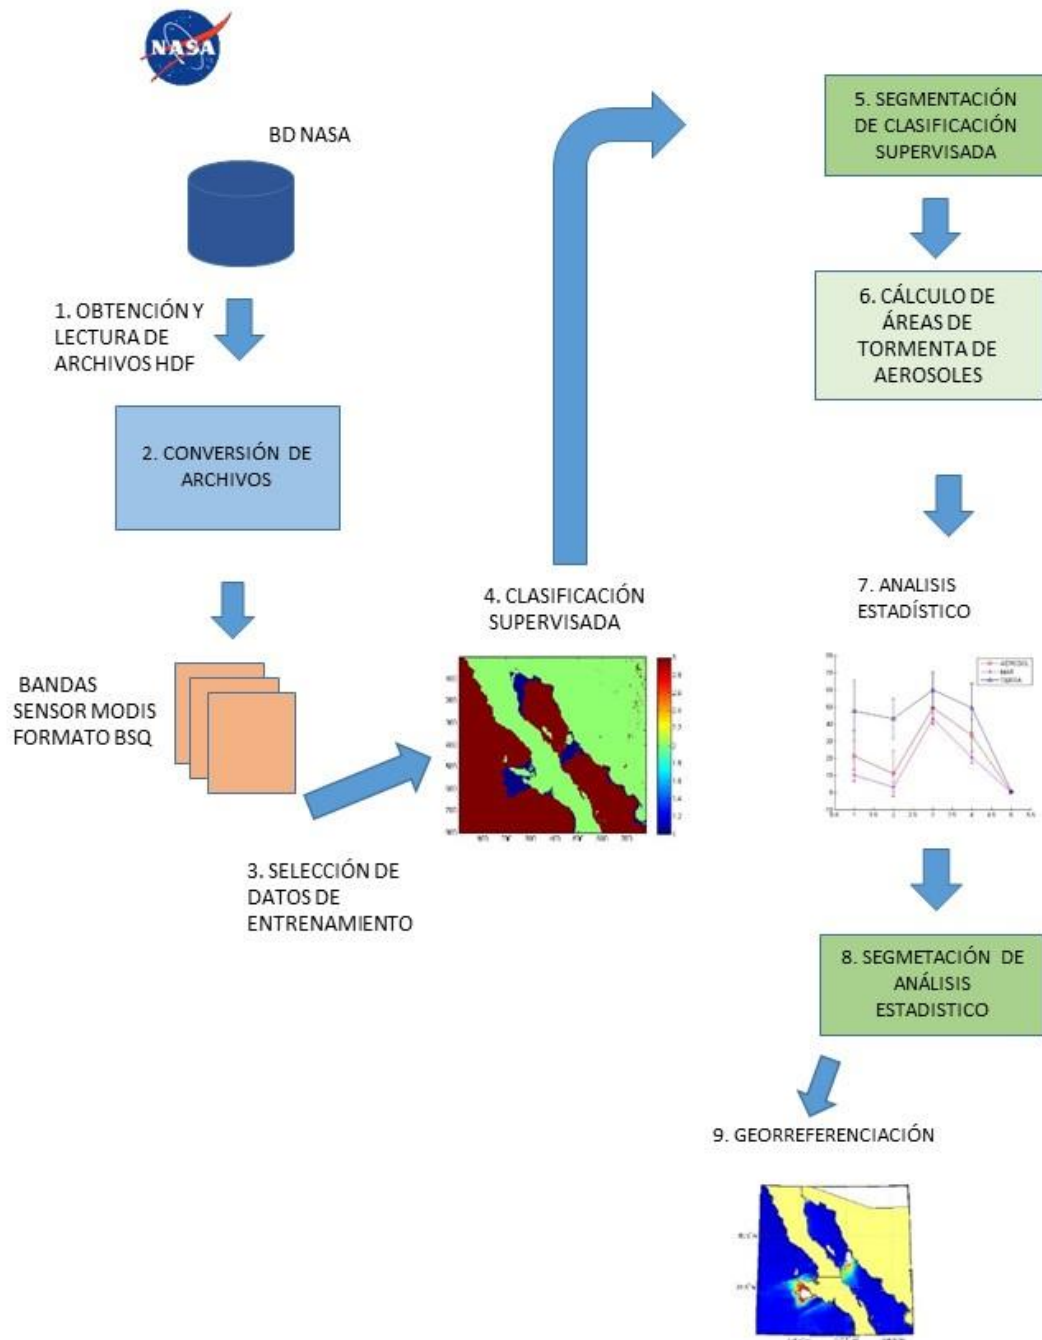 NASA
BD NASA
1. OBTENCIÓN Y
LECTURA DE
ARCHIVOS HDF
2. CONVERSIÓN DE
ARCHIVOS
BANDAS
SENSOR MODIS
FORMATO BSQ
3. SELECCIÓN DE
DATOS DE
ENTRENAMIENTO
4. CLASIFICACIÓN
SUPERVISADA
5. SEGMENTACIÓN
DE CLASIFICACIÓN
SUPERVISADA
6. CÁLCULO DE
ÁREAS DE
TORMENTA DE
AEROSOLES
7. ANALISIS
ESTADÍSTICO
AEROSOL
MAR
8. SEGMETACIÓN DE
ANÁLISIS
ESTADISTICO
9. GEORREFERENCIACIÓN